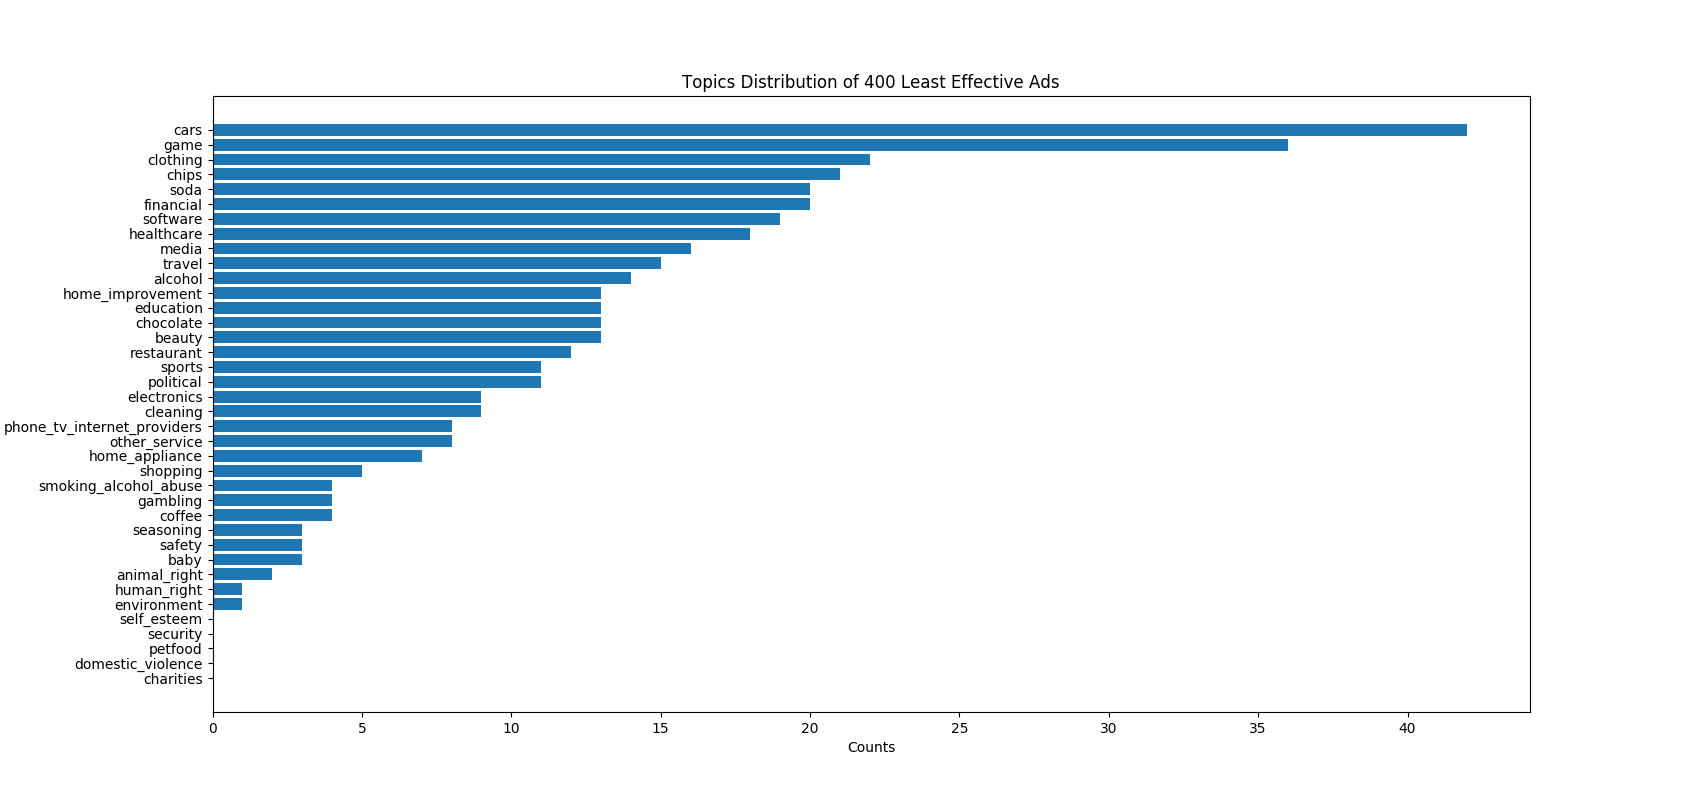 Topics Distribution of 400 Least Effective Ads
cars
game
clothing
chips
soda
financial
software
healthcare
media
travel
alcohol
home_improvement
education
chocolate
beauty
restaurant
sports
political
electronics
cleaning
phone_tv_internet_providers
other_service
home_appliance
shopping
smoking_alcohol_abuse
gambling
coffee
seasoning
safety
baby
animal_right
human_right
environment
self_esteem
security
petfood
domestic_violence
charities
0 5 10 15 20 25 30 35 40
Counts